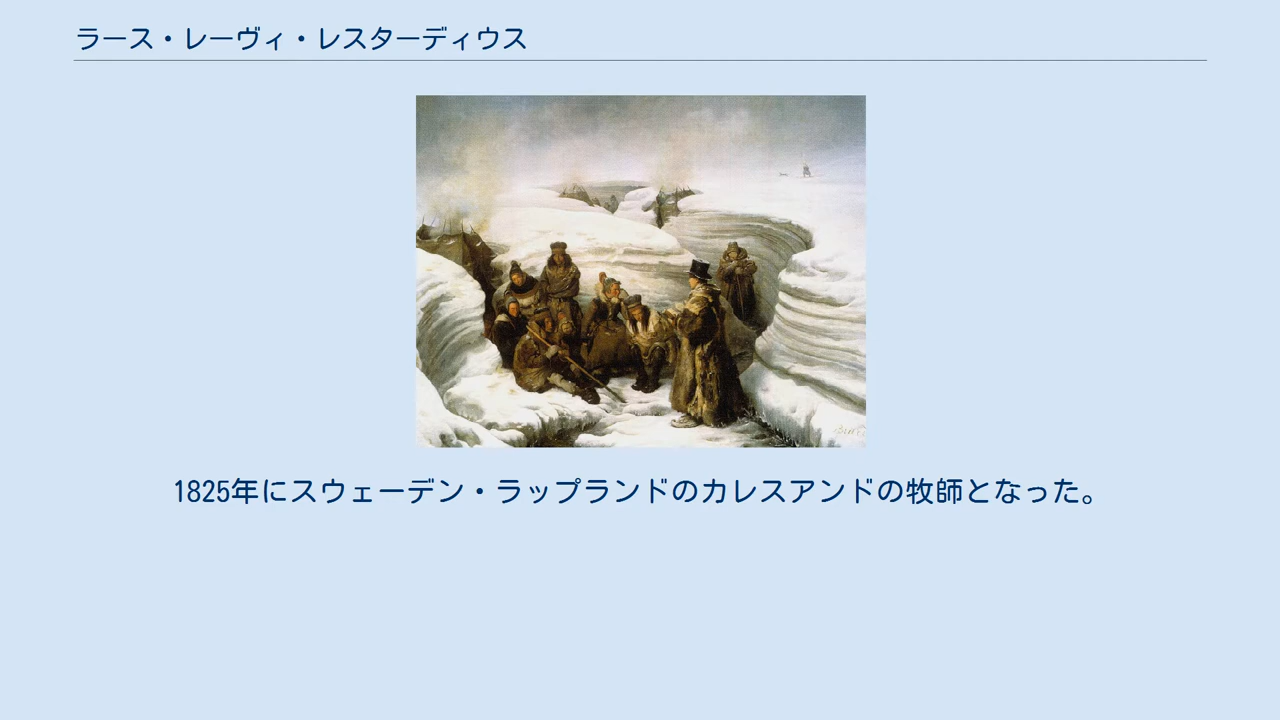 ラース・レーヴィ・レスターディウス
1825年にスウェーデン・ラップランドのカレスアンドの牧師となった。